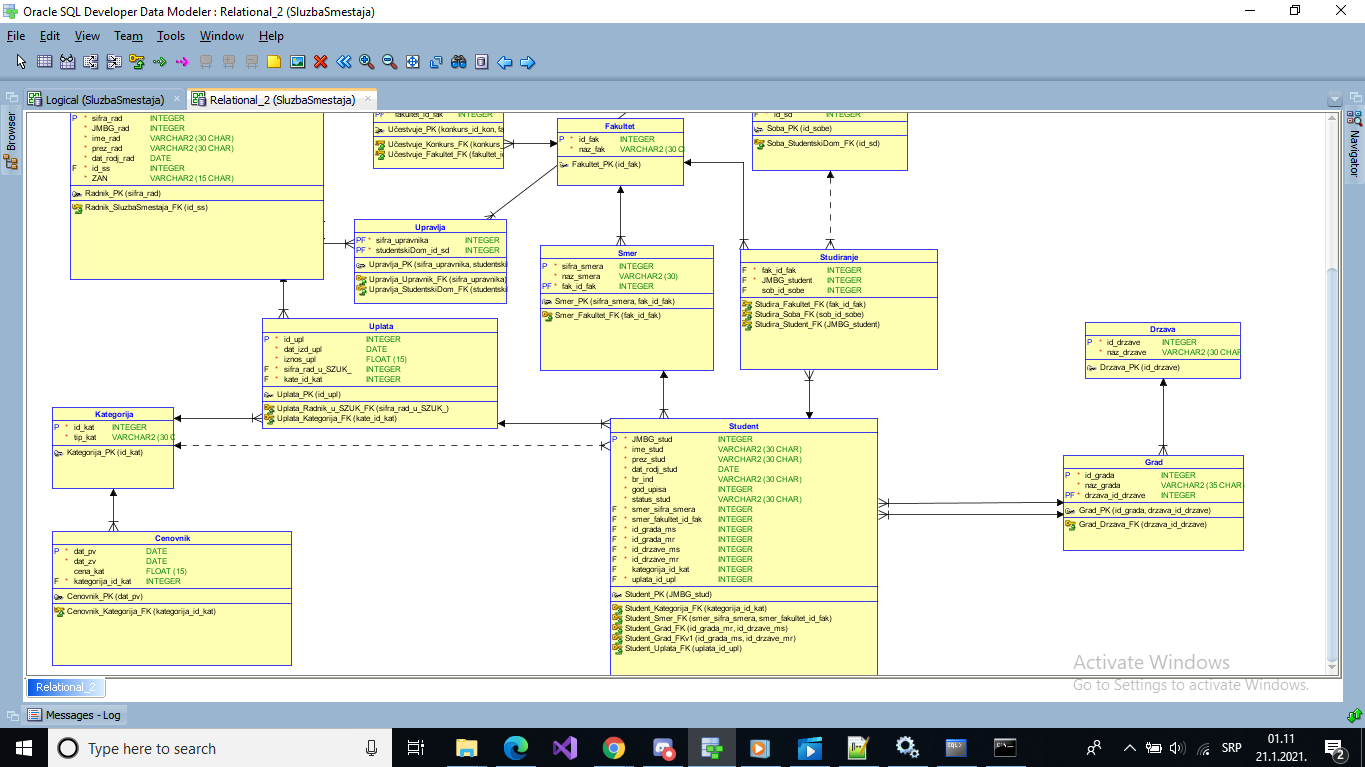 Oracle SQL Developer Data Modeler : Relational_2 (SluzbaSmestaja)
File Edit View Team Tools Window Help
Logical (SluzbaSmestaja) Relational_2 (SluzbaSmestaja)
Browser
Navigator
P * sifra_rad INTEGER
* JMBG_rad INTEGER
* ime_rad VARCHAR2 (30 CHAR)
* prez_rad VARCHAR2 (30 CHAR)
* dat_rodj_rad DATE
F * id_ss INTEGER
* ZAN VARCHAR2 (15 CHAR)
Radnik_PK (sifra_rad)
Radnik_SluzbaSmestaja_FK (id_ss)
PF * fakultet_id_fak INTEGER
Učestvuje_PK (konkurs_id_kon, fa
Učestvuje_Konkurs_FK (konkurs_
Učestvuje_Fakultet_FK (fakultet_i
Fakultet
P * id_fak INTEGER
* naz_fak VARCHAR2 (30 C
Fakultet_PK (id_fak)
F * id_sd INTEGER
Soba_PK (id_sobe)
Soba_StudentskiDom_FK (id_sd)
Upravlja
PF * sifra_upravnika INTEGER
PF * studentskiDom_id_sd INTEGER
Upravlja_PK (sifra_upravnika, studentski
Upravlja_Upravnik_FK (sifra_upravnika)
Upravlja_StudentskiDom_FK (studentski
Smer
P * sifra_smera INTEGER
* naz_smera VARCHAR2 (30)
PF * fak_id_fak INTEGER
Smer_PK (sifra_smera, fak_id_fak)
Smer_Fakultet_FK (fak_id_fak)
Studiranje
F * fak_id_fak INTEGER
F * JMBG_student INTEGER
F sob_id_sobe INTEGER
Studira_Fakultet_FK (fak_id_fak)
Studira_Soba_FK (sob_id_sobe)
Studira_Student_FK (JMBG_student)
Uplata
P * id_upl INTEGER
* dat_izd_upl DATE
* iznos_upl FLOAT (15)
F * sifra_rad_u_SZUK_ INTEGER
F * kate_id_kat INTEGER
Uplata_PK (id_upl)
Uplata_Radnik_u_SZUK_FK (sifra_rad_u_SZUK_)
Uplata_Kategorija_FK (kate_id_kat)
Drzava
P * id_drzave INTEGER
* naz_drzave VARCHAR2 (30 CHAR
Drzava_PK (id_drzave)
Kategorija
P * id_kat INTEGER
* tip_kat VARCHAR2 (30 C
Kategorija_PK (id_kat)
Student
P * JMBG_stud INTEGER
* ime_stud VARCHAR2 (30 CHAR)
* prez_stud VARCHAR2 (30 CHAR)
* dat_rodj_stud DATE
* br_ind VARCHAR2 (30 CHAR)
* god_upisa INTEGER
* status_stud VARCHAR2 (30 CHAR)
F * smer_sifra_smera INTEGER
F * smer_fakultet_id_fak INTEGER
F * id_grada_ms INTEGER
F * id_grada_mr INTEGER
F * id_drzave_ms INTEGER
F * id_drzave_mr INTEGER
F kategorija_id_kat INTEGER
F * uplata_id_upl INTEGER
Student_PK (JMBG_stud)
Student_Kategorija_FK (kategorija_id_kat)
Student_Smer_FK (smer_sifra_smera, smer_fakultet_id_fak)
Student_Grad_FK (id_grada_mr, id_drzave_ms)
Student_Grad_FKv1 (id_grada_ms, id_drzave_mr)
Student_Uplata_FK (uplata_id_upl)
Grad
P * id_grada INTEGER
* naz_grada VARCHAR2 (35 CHAR
PF * drzava_id_drzave INTEGER
Grad_PK (id_grada, drzava_id_drzave)
Grad_Drzava_FK (drzava_id_drzave)
Cenovnik
P * dat_pv DATE
* dat_zv DATE
cena_kat FLOAT (15)
F * kategorija_id_kat INTEGER
Cenovnik_PK (dat_pv)
Cenovnik_Kategorija_FK (kategorija_id_kat)
Activate Windows
Go to Settings to activate Windows.
Relational_2
Messages - Log
Type here to search
SRP
01.11
21.1.2021.
2